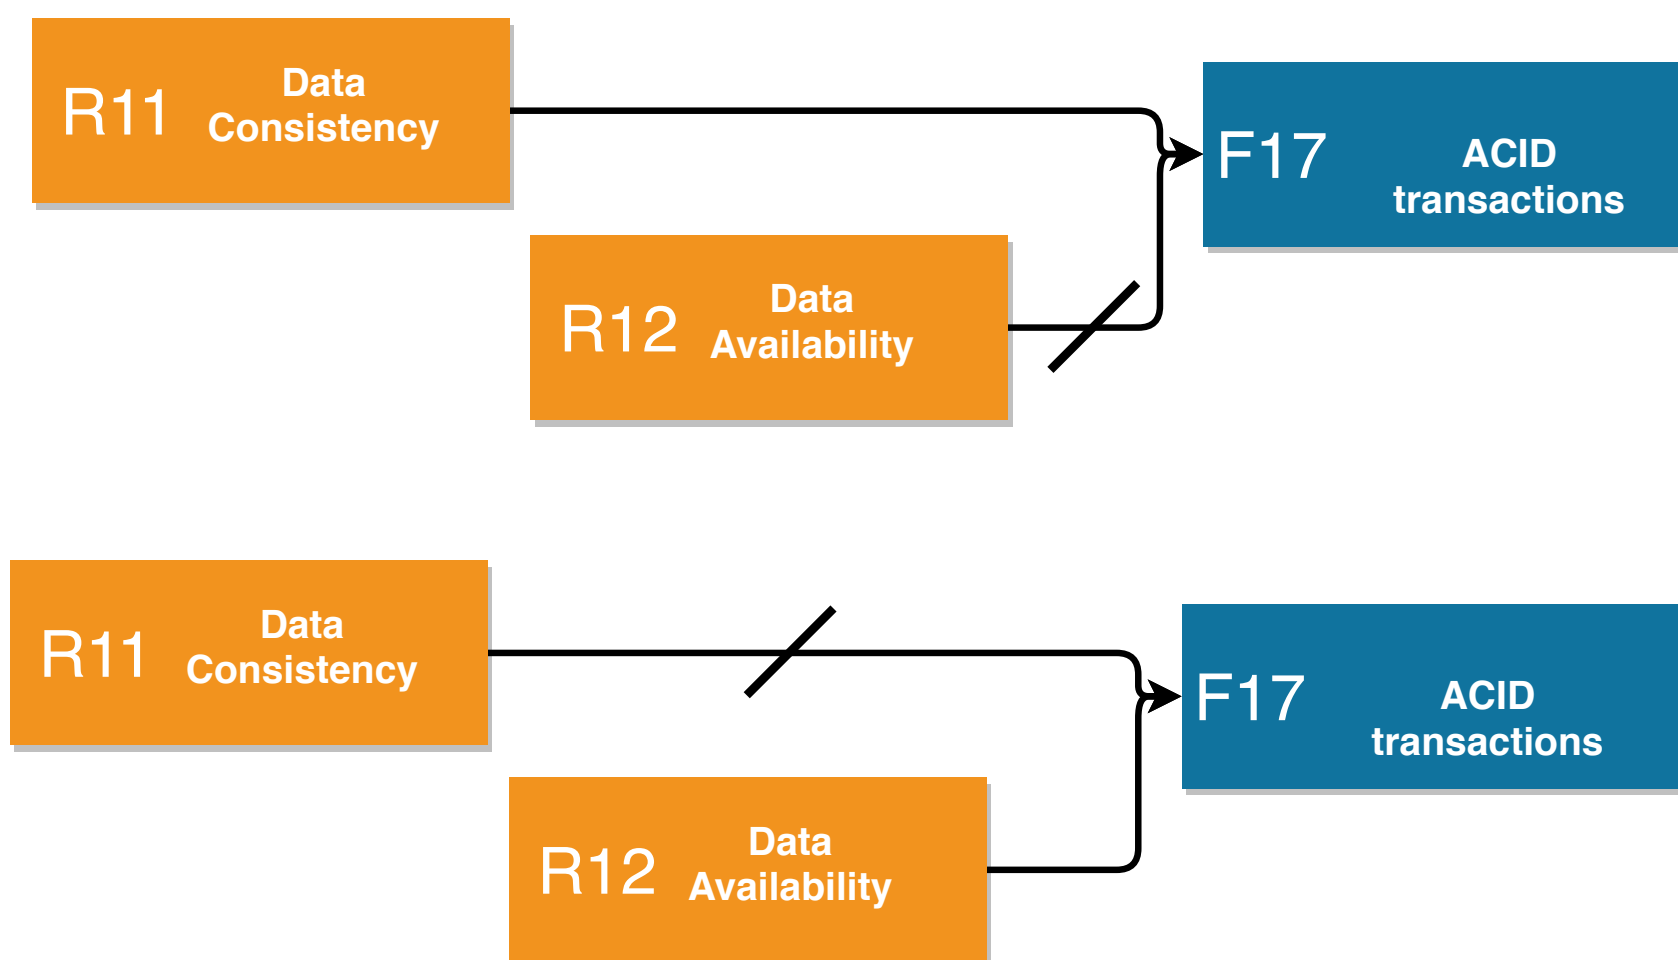 R11
Data
Consistency
F17
ACID
transactions
R12
Data
Availability
R11
Data
Consistency
F17
ACID
transactions
R12
Data
Availability